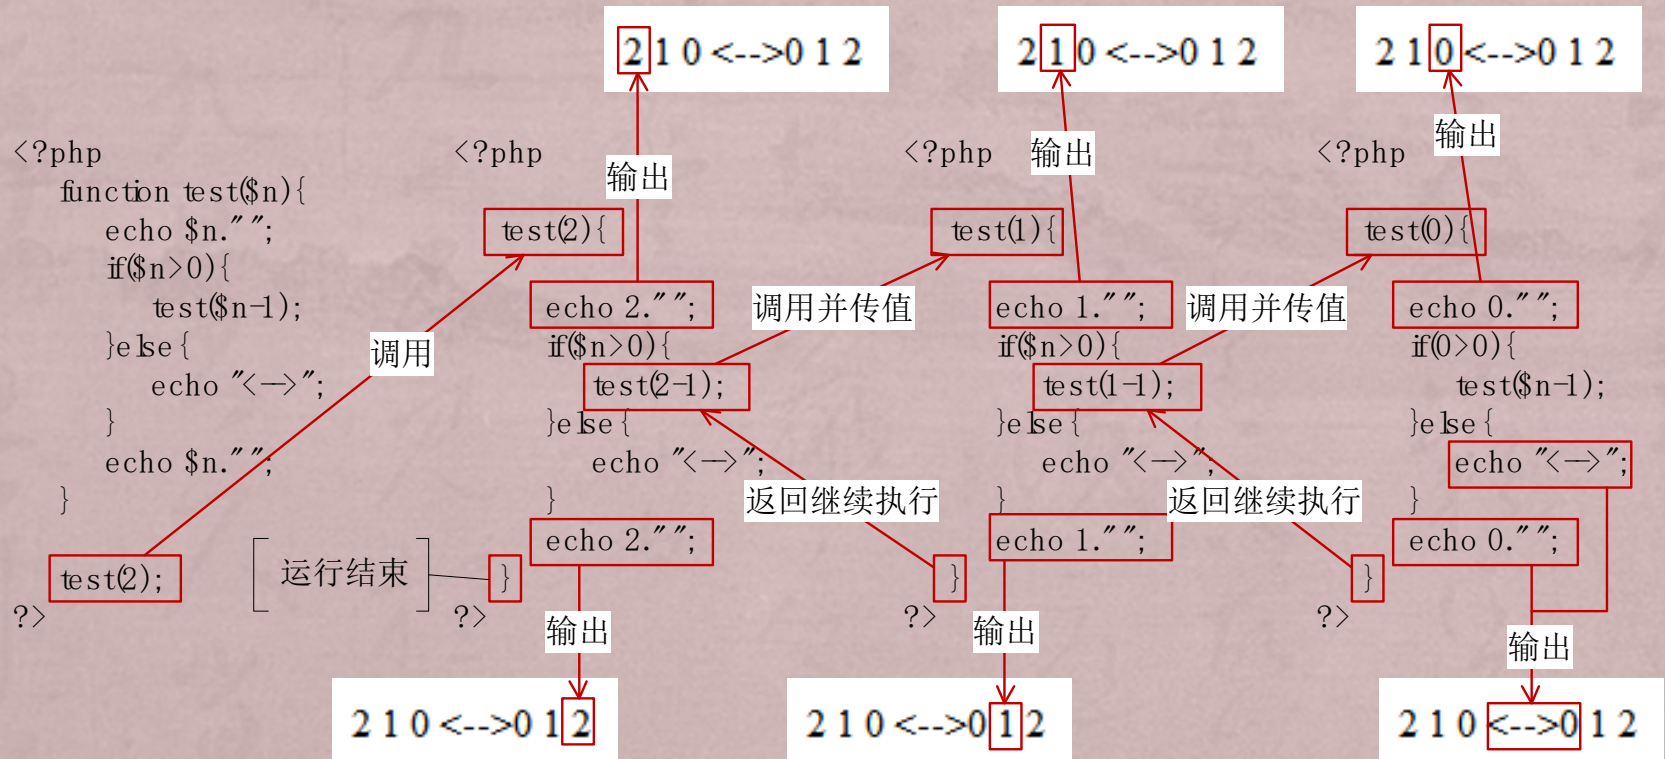 2 1 0 <-->0 1 2
2 1 0 <-->0 1 2
2 1 0 <-->0 1 2
输出
输出
输出
<?php
function test($n){
echo $n."";
if($n>0){
test($n-1);
}else{
echo "<—>";
}
echo $n."";
}
test(2);
?>
调用
<?php
test(2){
echo 2."";
if($n>0){
test(2-1);
}else{
echo "<—>";
}
echo 2."";
}
?>
运行结束
调用并传值
返回继续执行
<?php
test(1){
echo 1."";
if($n>0){
test(1-1);
}else{
echo "<—>";
}
echo 1."";
}
?>
调用并传值
返回继续执行
<?php
test(0){
echo 0."";
if(0>0){
test($n-1);
}else{
echo "<—>";
}
echo 0."";
}
?>
输出
输出
输出
2 1 0 <-->0 1 2
2 1 0 <-->0 1 2
2 1 0 <-->0 1 2